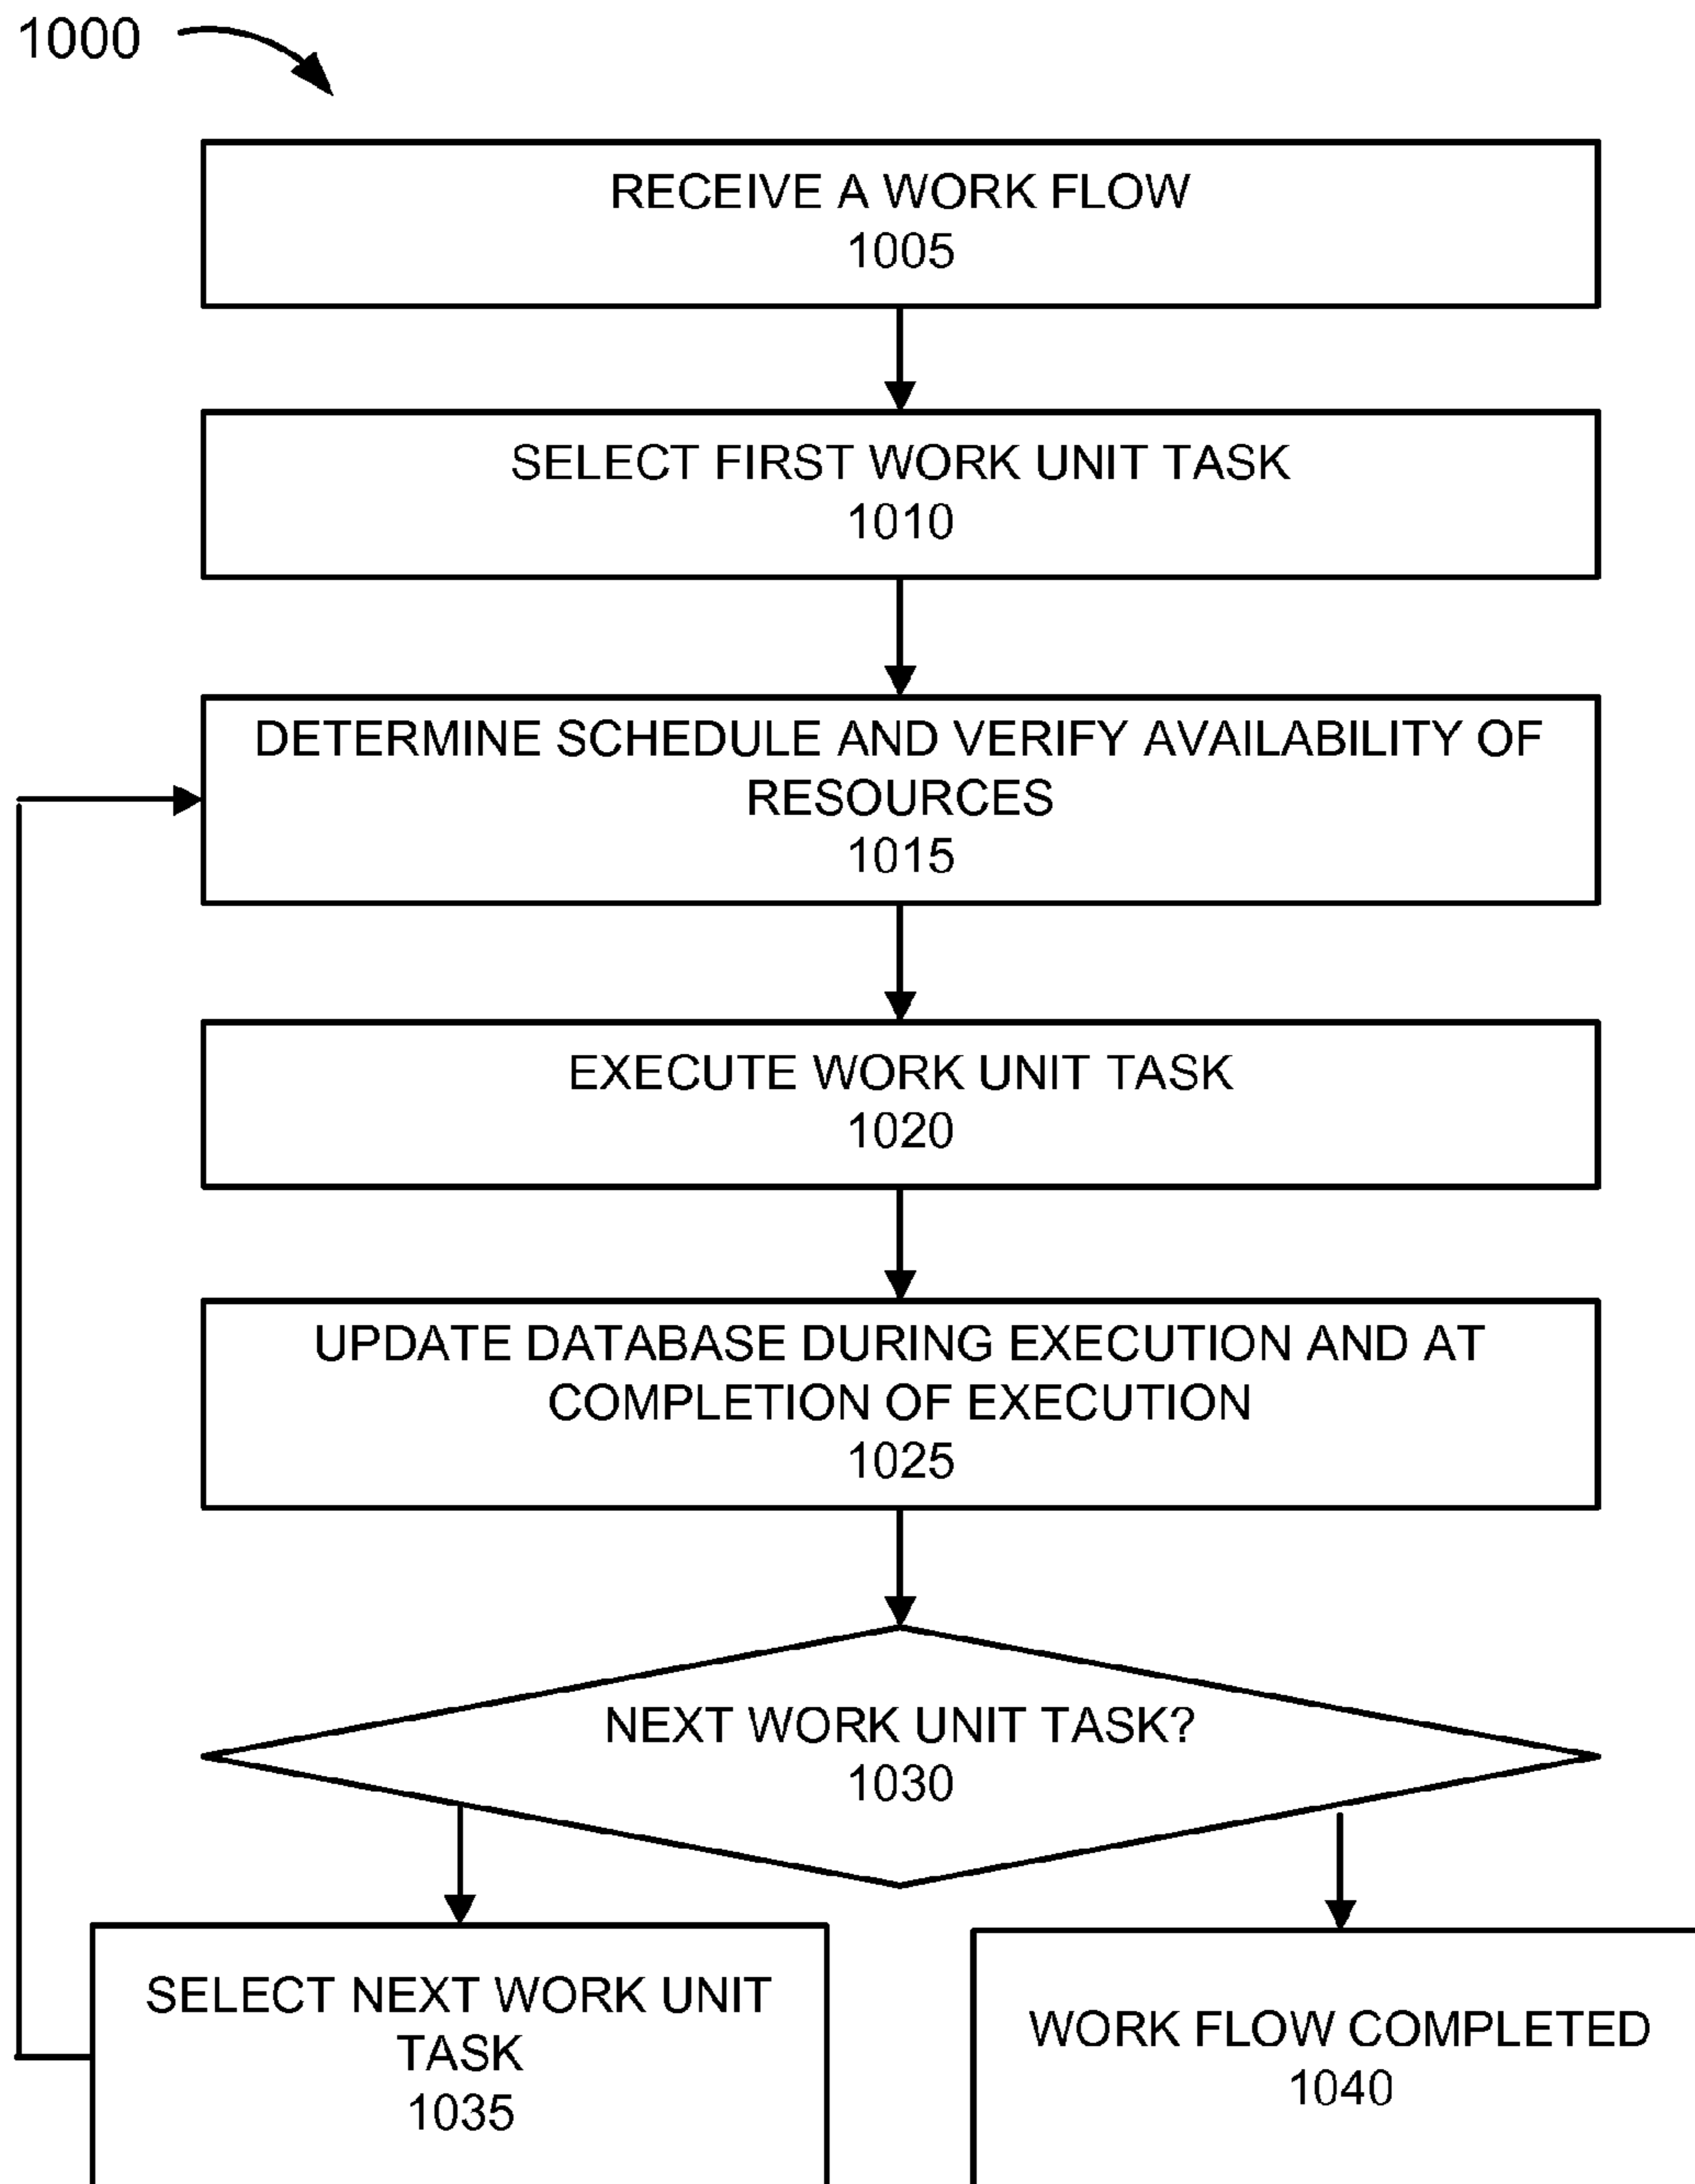 1000
RECEIVE A WORK FLOW
1005
SELECT FIRST WORK UNIT TASK
1010
DETERMINE SCHEDULE AND VERIFY AVAILABILITY OF
RESOURCES
1015
EXECUTE WORK UNIT TASK
1020
UPDATE DATABASE DURING EXECUTION AND AT
COMPLETION OF EXECUTION
1025
NEXT WORK UNIT TASK?
1030
SELECT NEXT WORK UNIT
TASK
1035
WORK FLOW COMPLETED
1040